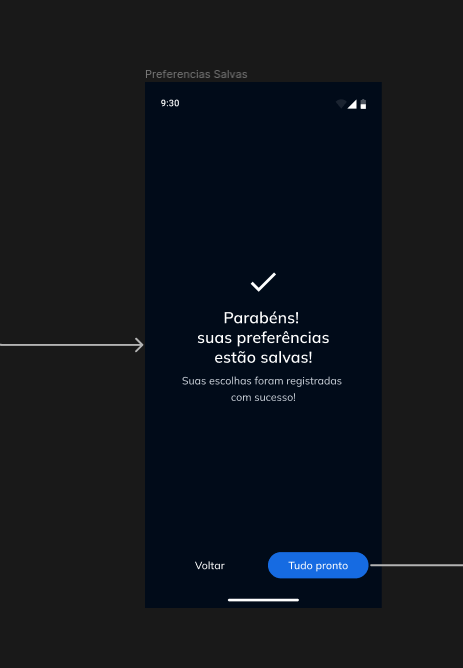 Preferencias Salvas
9:30
Parabéns!
suas preferências
estão salvas!
Suas escolhas foram registradas
com sucesso!
Voltar
Tudo pronto